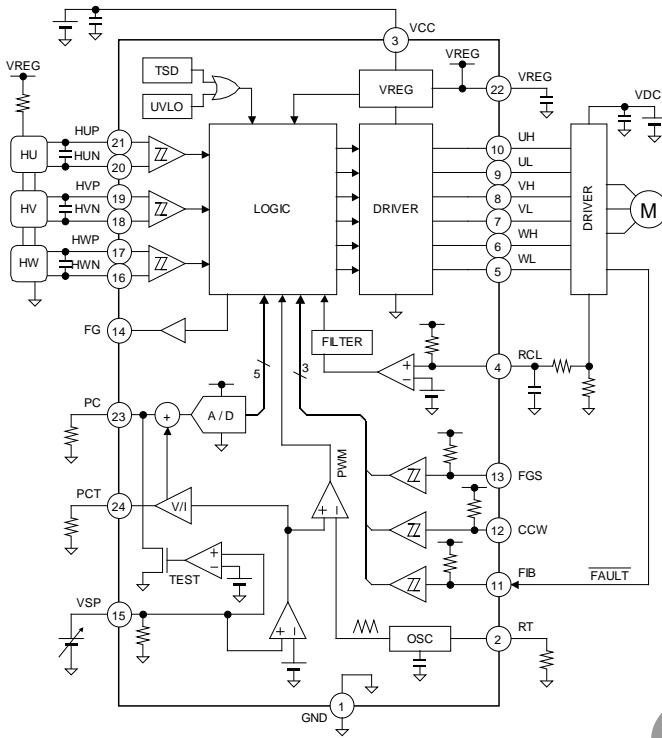 VCC
3
VREG
TSD
UVLO
VREG
VREG
22
VDC
HUP
21
HU
HUN
20
HVP
19
HV
HVN
18
HWP
17
HW
HWN
16
LOGIC
DRIVER
UH
10
UL
9
VH
8
VL
7
WH
6
WL
5
DRIVER
M
FG
14
FILTER
RCL
4
+
−
5
3
PC
23
+
A / D
PWM
FGS
13
PCT
24
V/I
+
−
CCW
12
TEST
+
−
FIB
11
FAULT
VSP
15
+
−
OSC
RT
2
GND
1